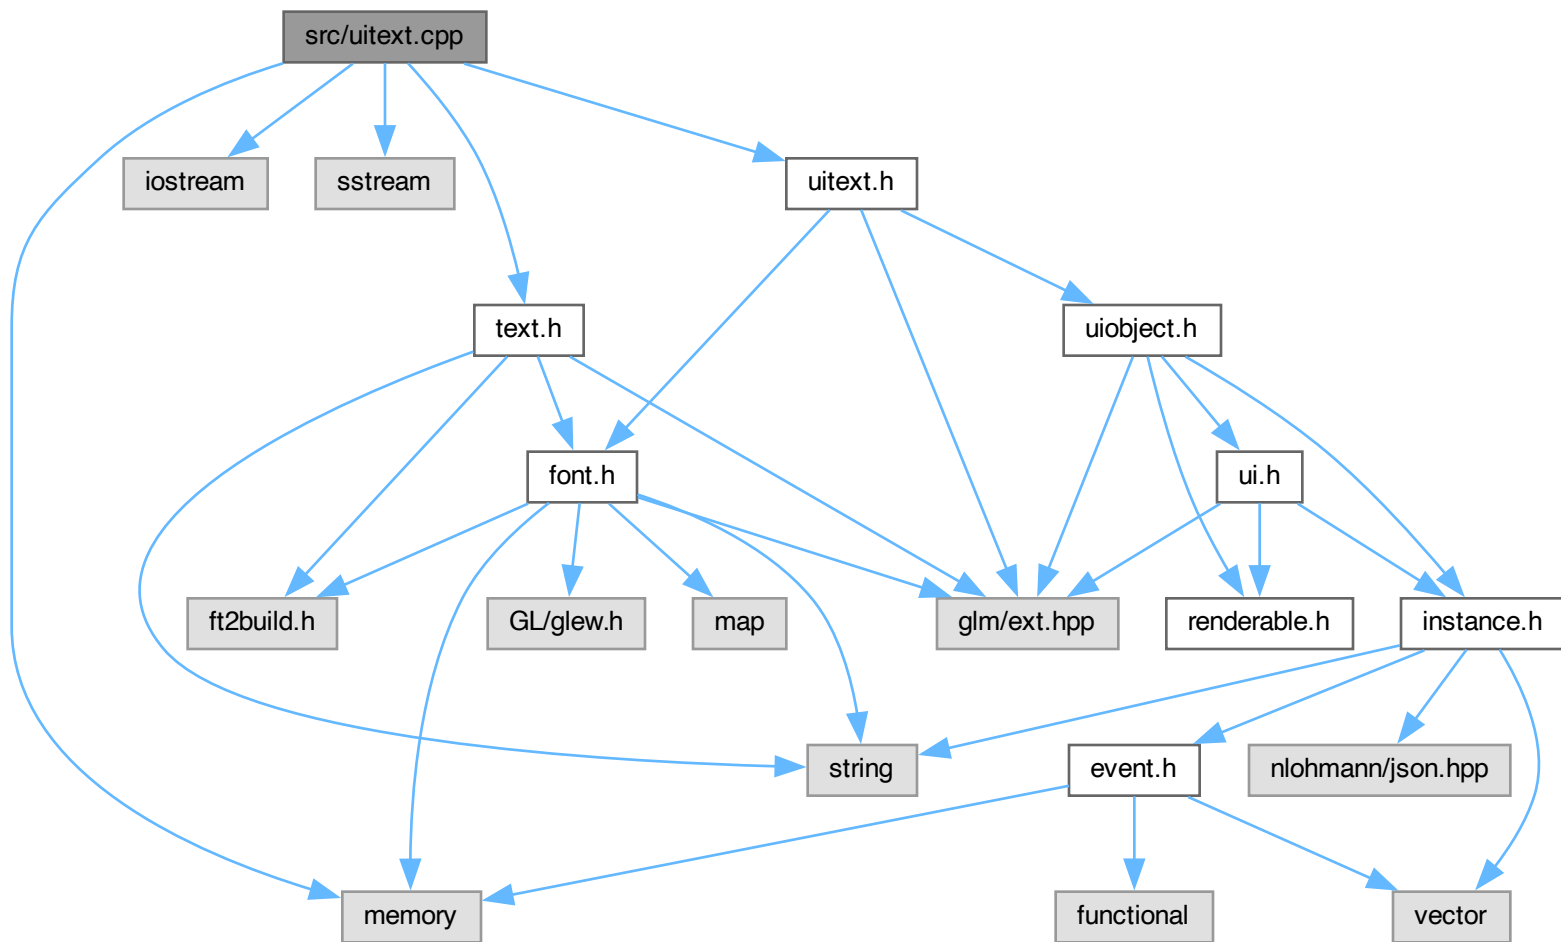 src/uitext.cpp
iostream
sstream
uitext.h
text.h
uiobject.h
font.h
ui.h
ft2build.h
GL/glew.h
map
glm/ext.hpp
renderable.h
instance.h
string
event.h
nlohmann/json.hpp
memory
functional
vector